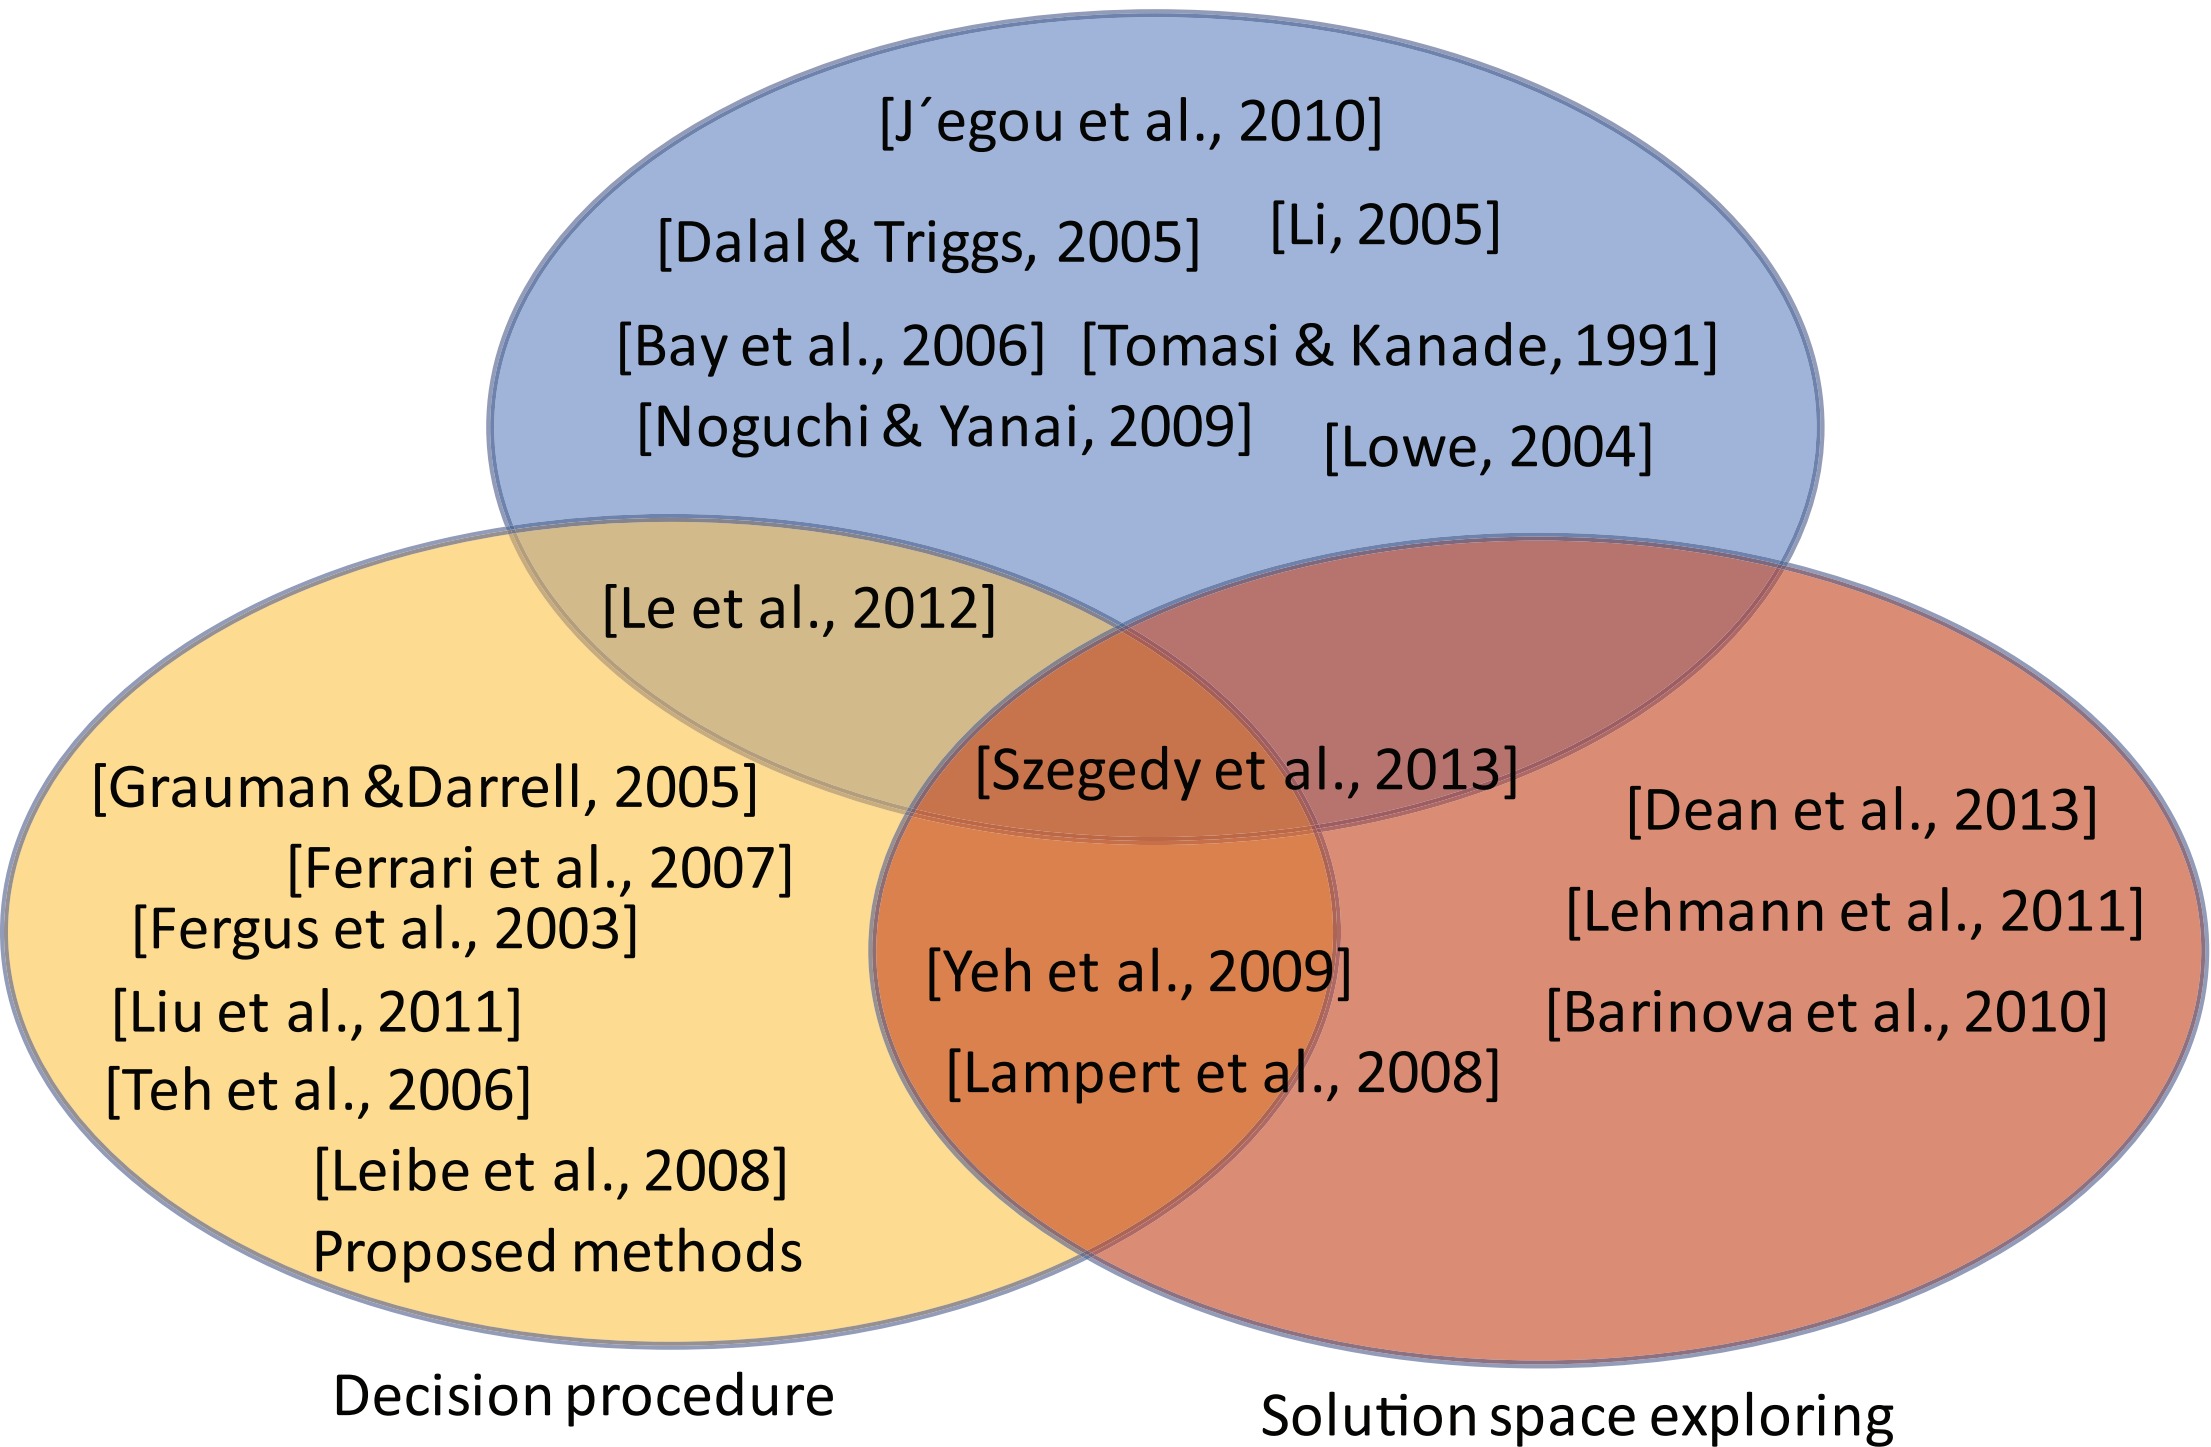 [J´egou et al., 2010]
[Dalal & Triggs, 2005]
[Li, 2005]
[Bay et al., 2006]
[Tomasi & Kanade, 1991]
[Noguchi & Yanai, 2009]
[Lowe, 2004]
[Le et al., 2012]
[Szegedy et al., 2013]
[Grauman &Darrell, 2005]
[Ferrari et al., 2007]
[Fergus et al., 2003]
[Liu et al., 2011]
[Teh et al., 2006]
[Leibe et al., 2008]
Proposed methods
[Yeh et al., 2009]
[Lampert et al., 2008]
[Dean et al., 2013]
[Lehmann et al., 2011]
[Barinova et al., 2010]
Decision procedure
Solution space exploring